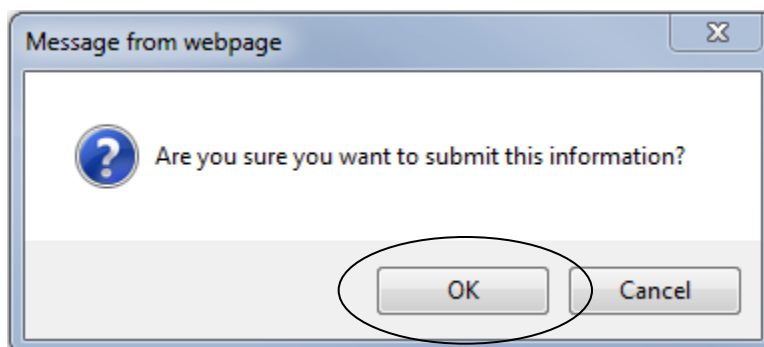 Message from webpage
Are you sure you want to submit this information?
OK
Cancel